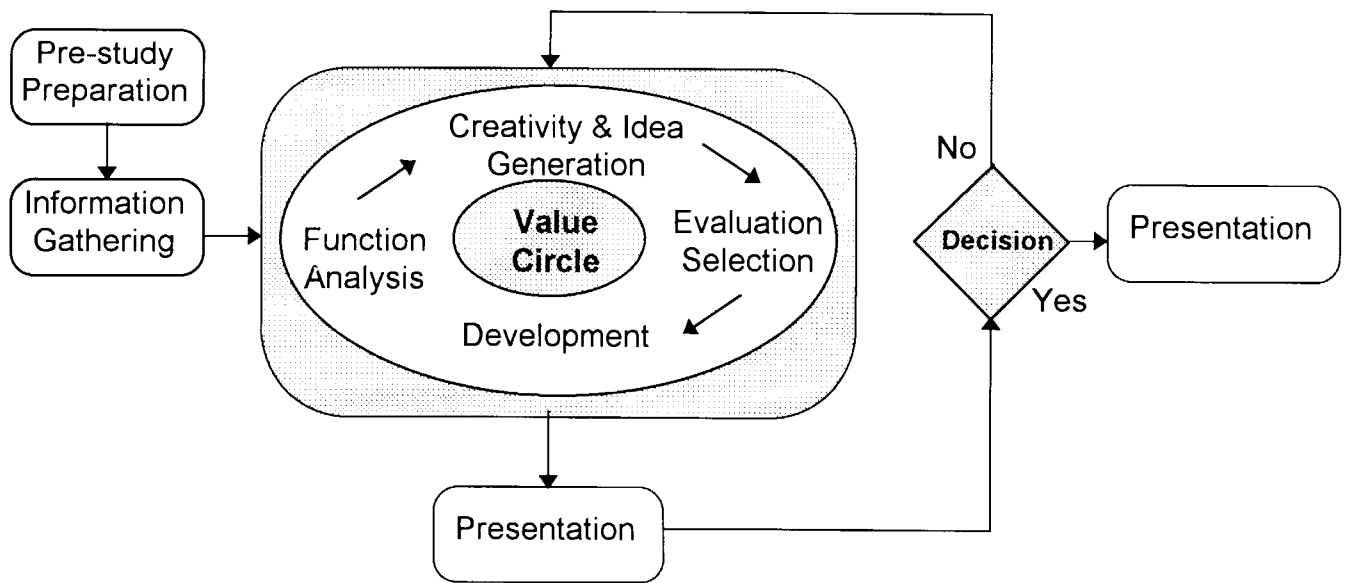 Pre-study
Preparation
Information
Gathering
Creativity & Idea
Generation
Function
Analysis
Value
Circle
Evaluation
Selection
Development
Presentation
No
Decision
Yes
Presentation